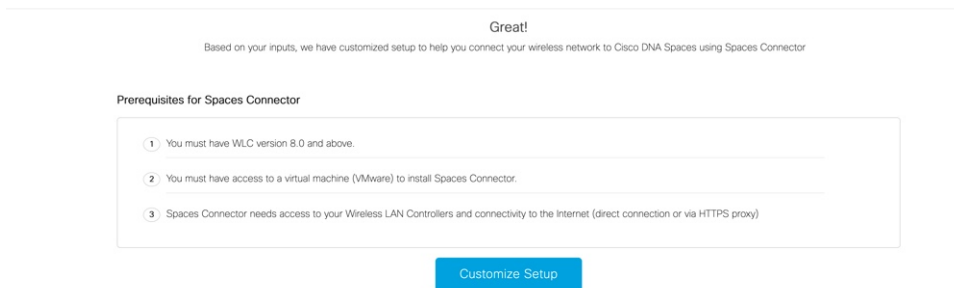 Great!
Based on your inputs, we have customized setup to help you connect your wireless network to Cisco DNA Spaces using Spaces Connector
Prerequisites for Spaces Connector
1 You must have WLC version 8.0 and above.
2 You must have access to a virtual machine (VMware) to install Spaces Connector.
3 Spaces Connector needs access to your Wireless LAN Controllers and connectivity to the Internet (direct connection or via HTTPS proxy)
Customize Setup